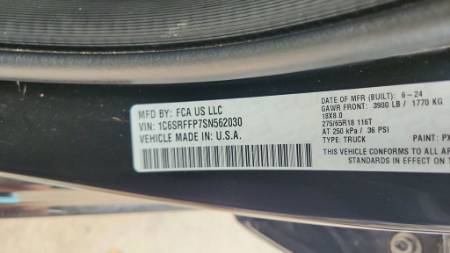 MFD BY: FCA US LLC
VIN: 1C6SRFFP7SN562030
VEHICLE MADE IN: U.S.A.
DATE OF MFR (BUILT): 6-24
GAWR FRONT: 3900 LB / 1770 KG
18X8.0
275/65R18 116T
AT 250 kPa / 36 PSI
TYPE: TRUCK
PAINT: PX
THIS VEHICLE CONFORMS TO ALL AP
STANDARDS IN EFFECT